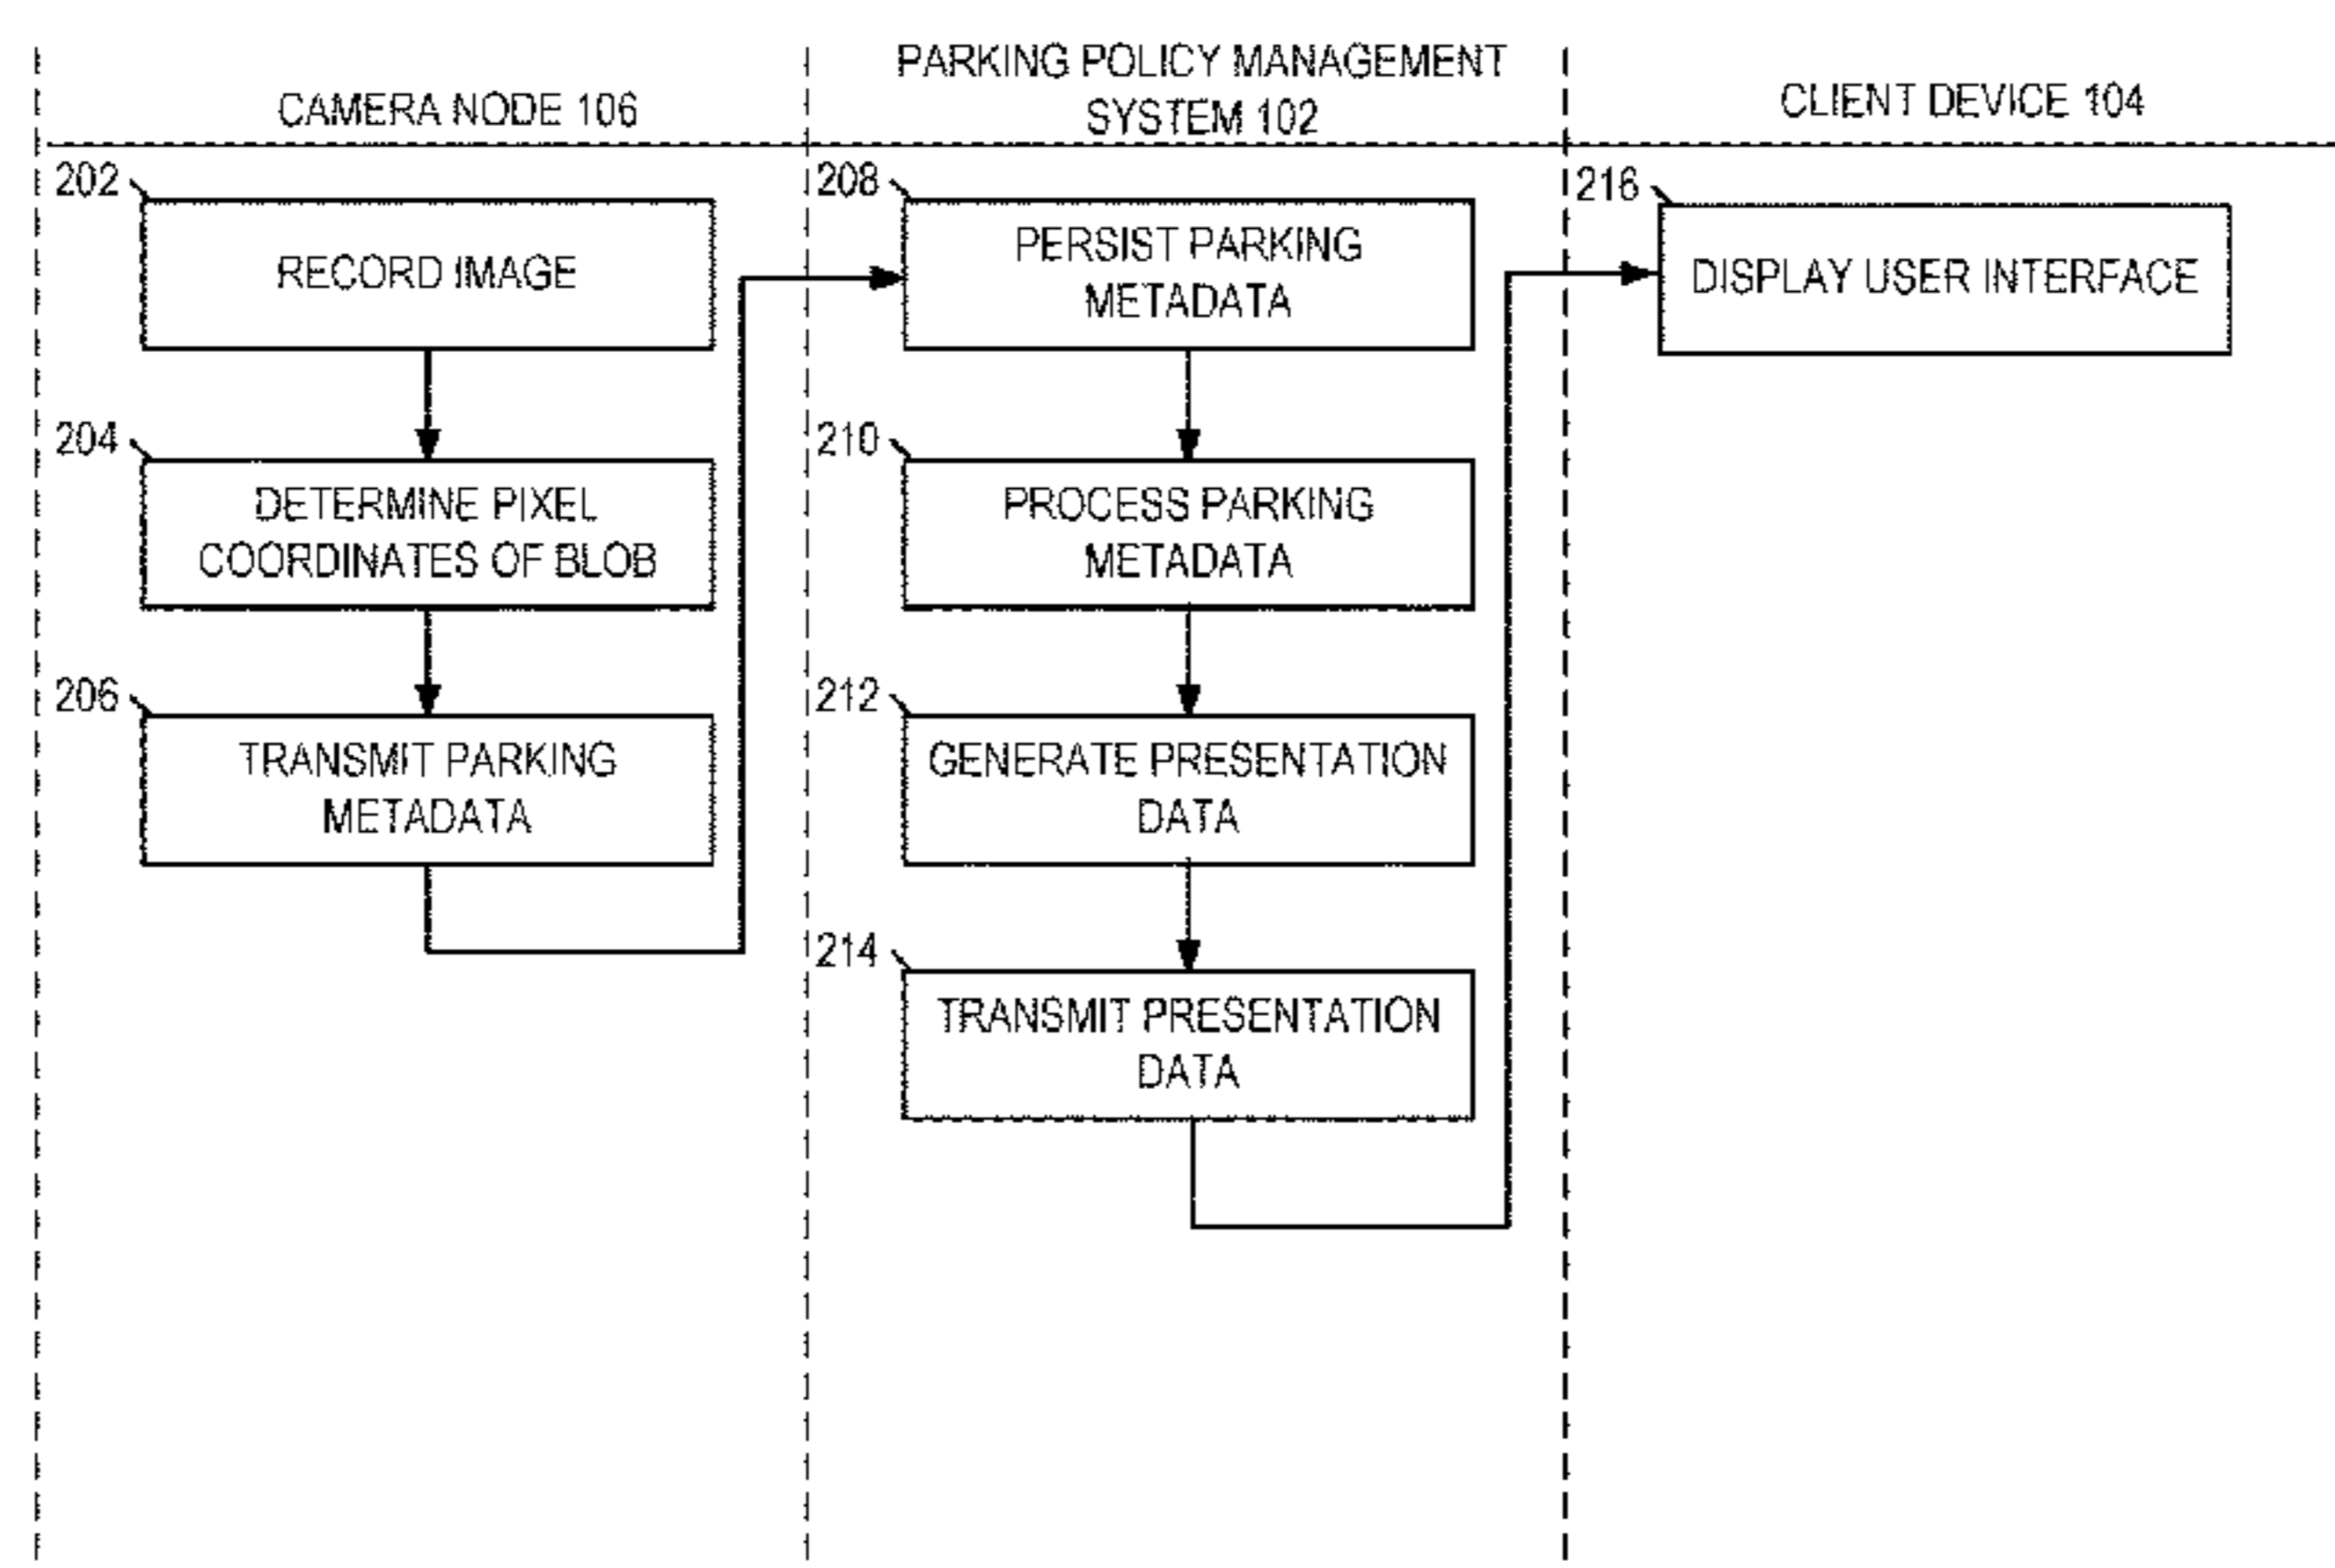 CAMERA NODE 106
PARKING POLICY MANAGEMENT
SYSTEM 102
CLIENT DEVICE 104
202
RECORD IMAGE
204
DETERMINE PIXEL
COORDINATES OF BLOB
206
TRANSMIT PARKING
METADATA
208
PERSIST PARKING
METADATA
210
PROCESS PARKING
METADATA
212
GENERATE PRESENTATION
DATA
214
TRANSMIT PRESENTATION
DATA
216
DISPLAY USER INTERFACE